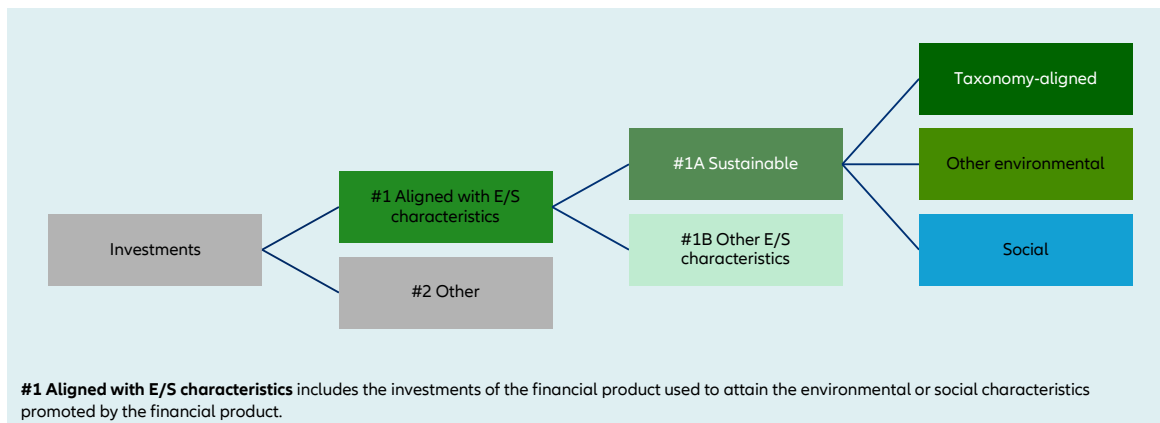 Investments
#1 Aligned with E/S
characteristics
#2 Other
#1A Sustainable
#1B Other E/S
characteristics
Taxonomy-aligned
Other environmental
Social
#1 Aligned with E/S characteristics includes the investments of the financial product used to attain the environmental or social characteristics
promoted by the financial product.